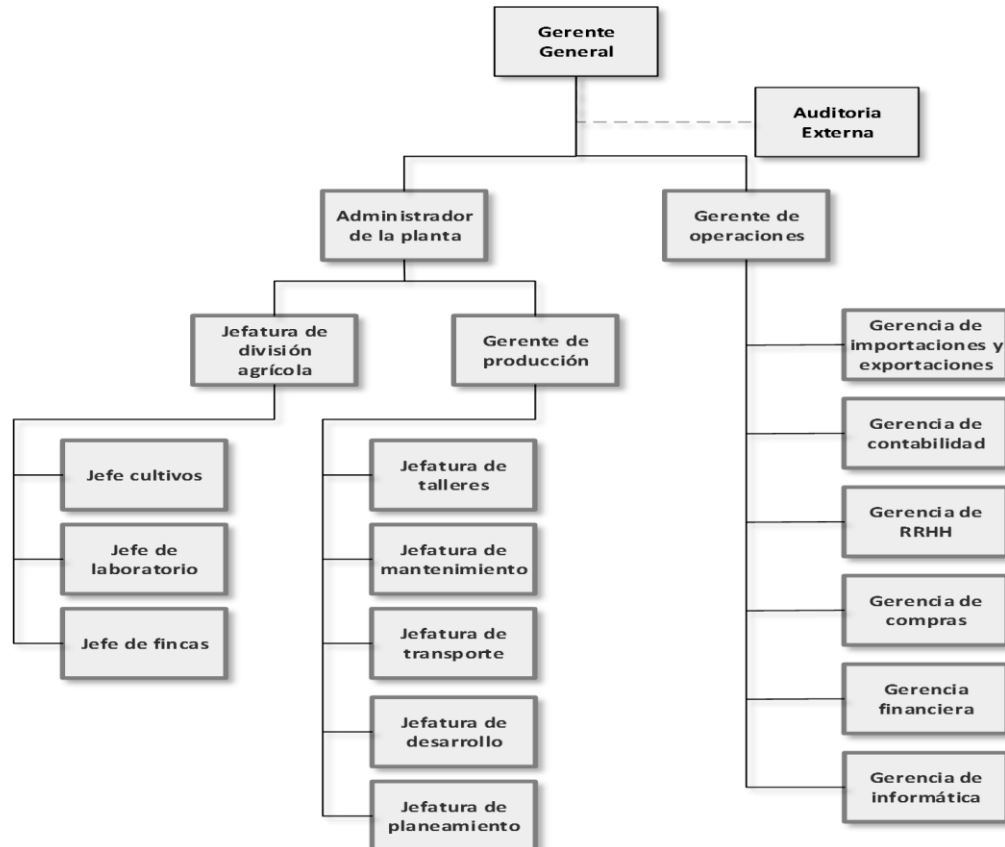 Gerente
General
Auditoria
Externa
Administrador
de la planta
Gerente de
operaciones
Jefatura de
división
agrícola
Gerente de
producción
Jefe cultivos
Jefe de
laboratorio
Jefe de fincas
Jefatura de
talleres
Jefatura de
mantenimiento
Jefatura de
transporte
Jefatura de
desarrollo
Jefatura de
planeamiento
Gerencia de
importaciones y
exportaciones
Gerencia de
contabilidad
Gerencia de
RRHH
Gerencia de
compras
Gerencia
financiera
Gerencia de
informática